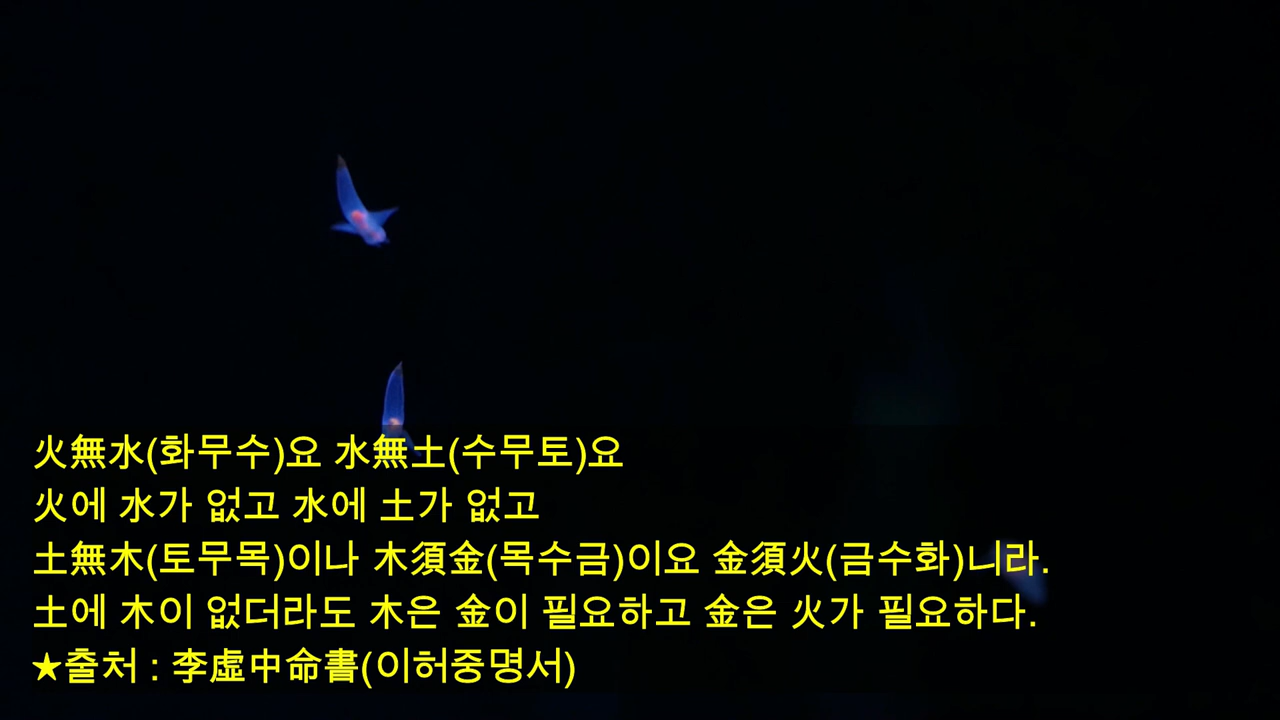 火無水(화무수)요 水無土(수무토)요
火에 水가 없고 水에 土가 없고
土無木(토무목)이나 木須金(목수금)이요 金須火(금수화)니라.
土에 木이 없더라도 木은 金이 필요하고 金은 火가 필요하다.
★출처 : 李虛中命書(이허중명서)